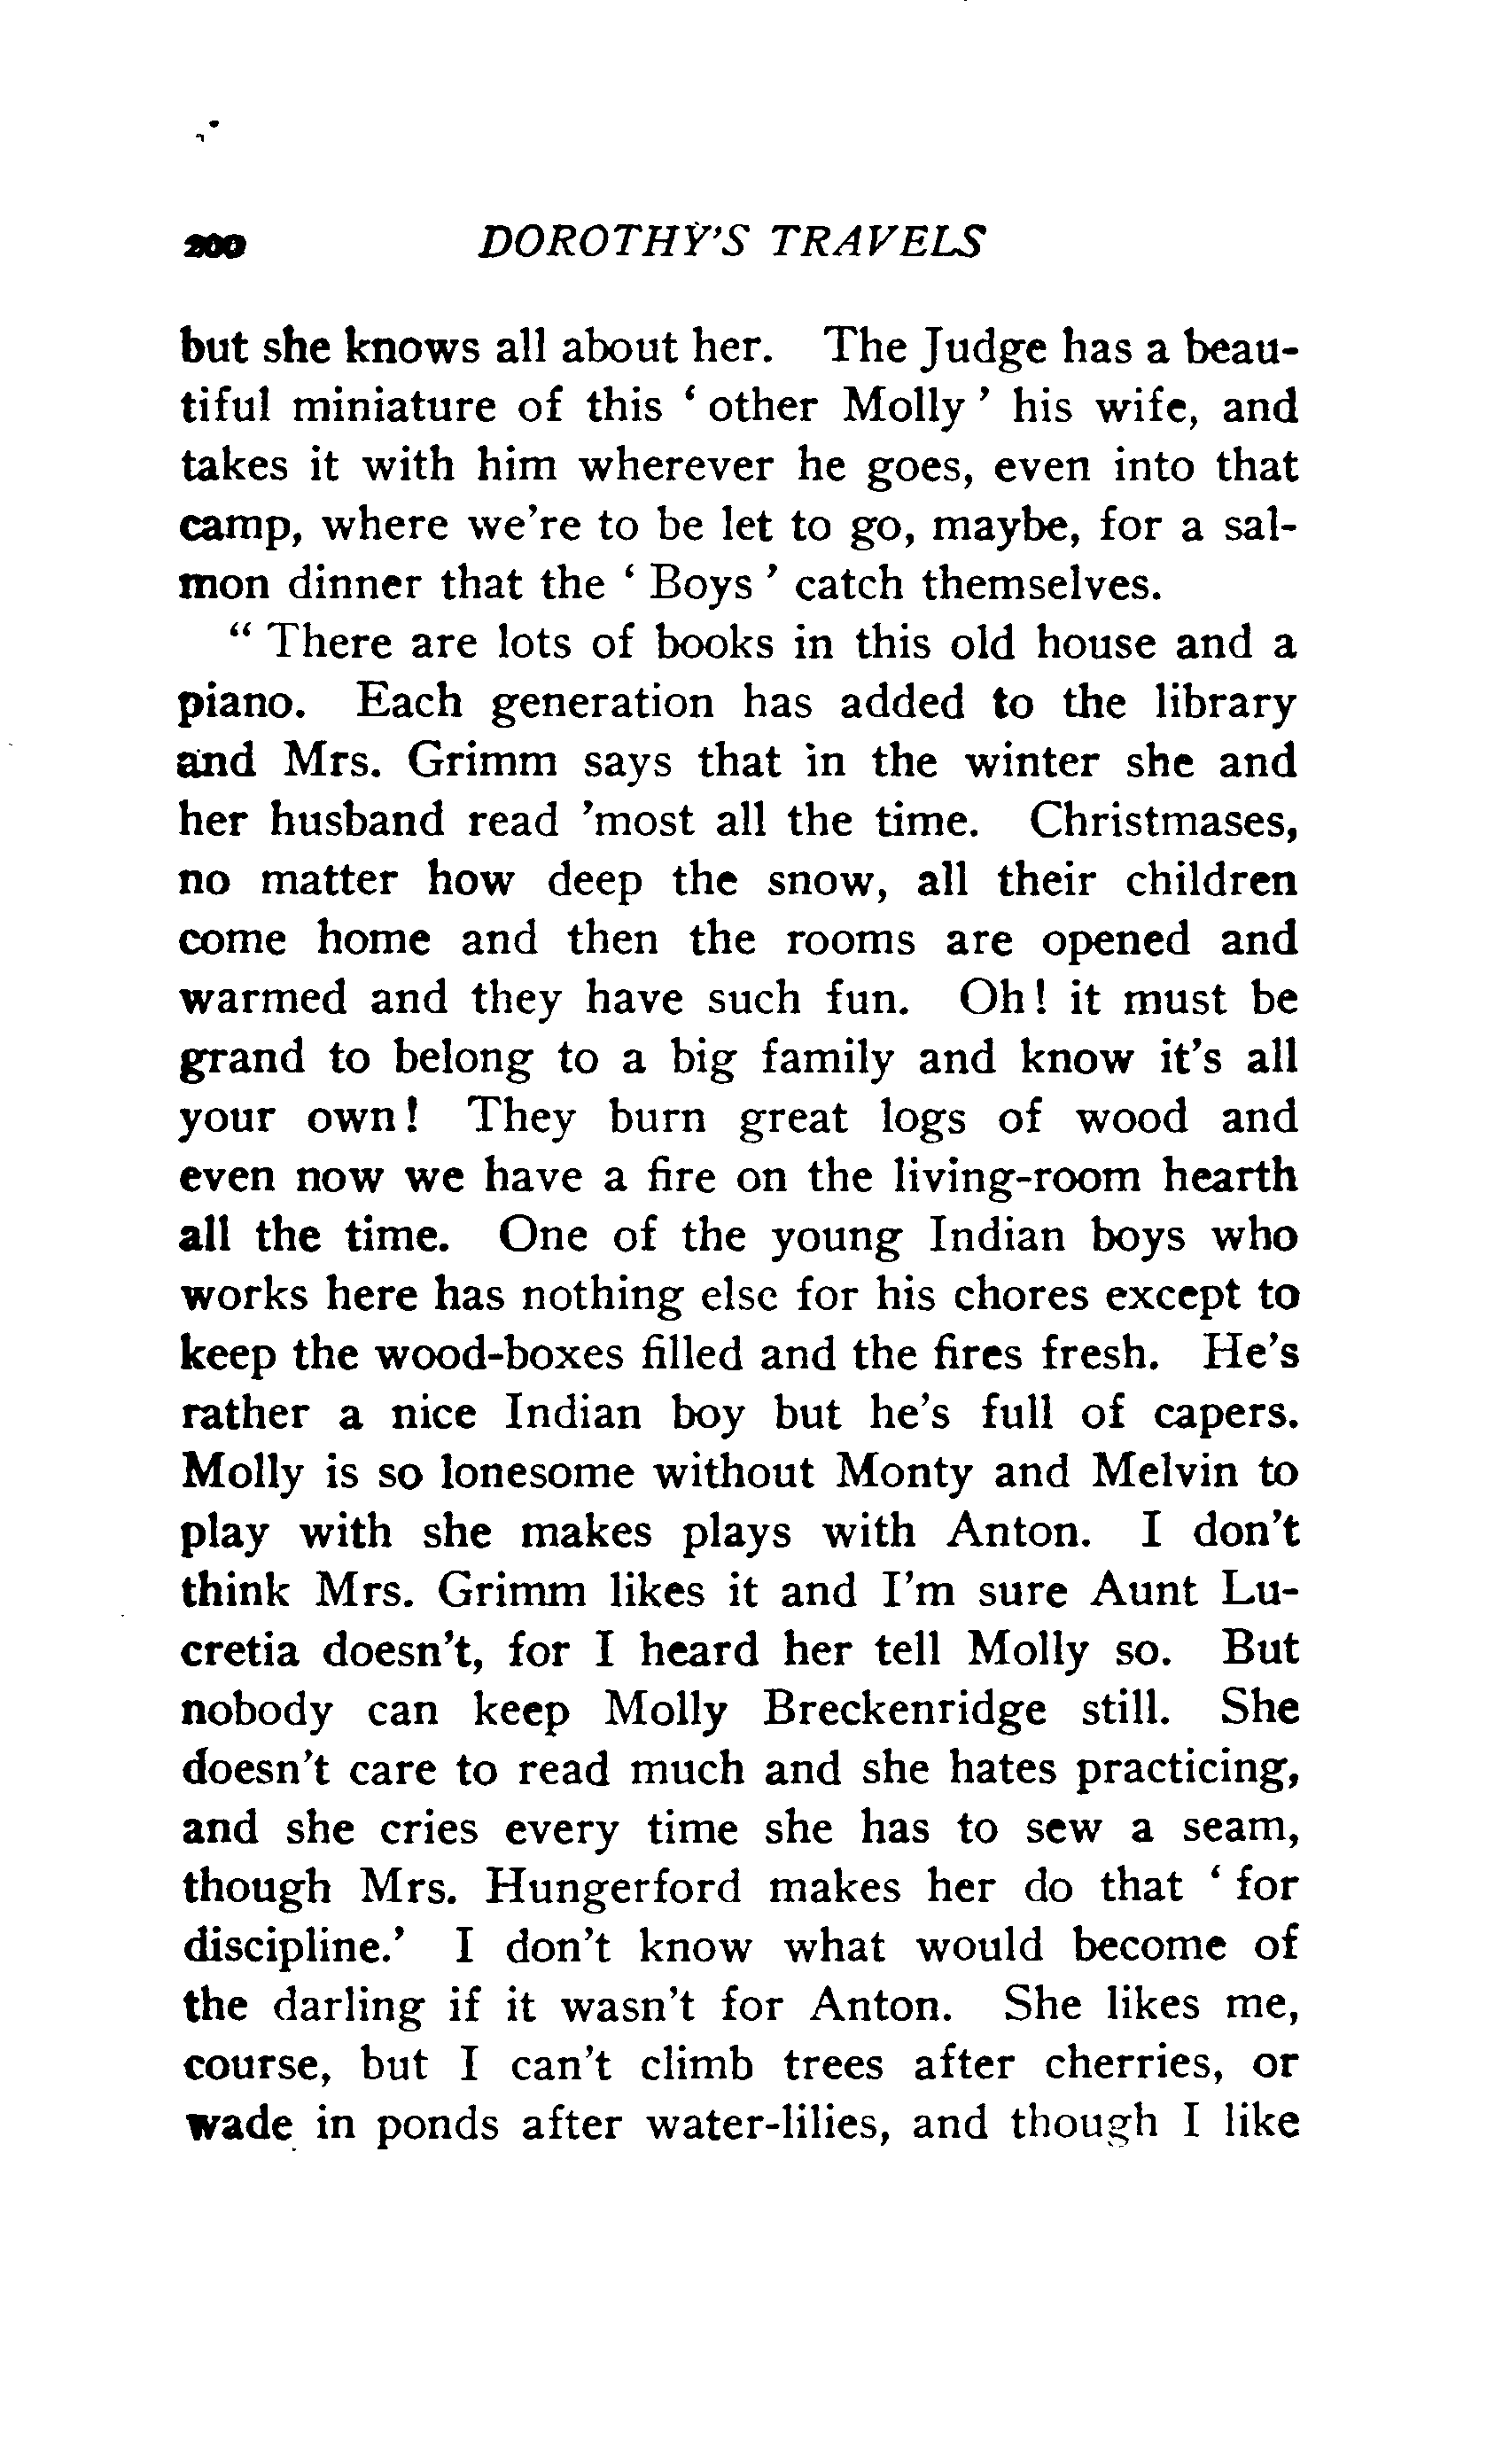 200 DOROTHY'S TRAVELS
but she knows all about her. The Judge has a beau-
tiful miniature of this ‘ other Molly ’ his wife, and
takes it with him wherever he goes, even into that
camp, where we're to be let to go, maybe, for a sal-
mon dinner that the ‘ Boys ’ catch themselves.
“ There are lots of books in this old house and a
piano. Each generation has added to the library
and Mrs. Grimm says that in the winter she and
her husband read 'most all the time. Christmases,
no matter how deep the snow, all their children
come home and then the rooms are opened and
warmed and they have such fun. Oh! it must be
grand to belong to a big family and know it's all
your own! They burn great logs of wood and
even now we have a fire on the living-room hearth
all the time. One of the young Indian boys who
works here has nothing else for his chores except to
keep the wood-boxes filled and the fires fresh. He's
rather a nice Indian boy but he's full of capers.
Molly is so lonesome without Monty and Melvin to
play with she makes plays with Anton. I don't
think Mrs. Grimm likes it and I'm sure Aunt Lu-
cretia doesn't, for I heard her tell Molly so. But
nobody can keep Molly Breckenridge still. She
doesn't care to read much and she hates practicing,
and she cries every time she has to sew a seam,
though Mrs. Hungerford makes her do that ‘ for
discipline.’ I don't know what would become of
the darling if it wasn't for Anton. She likes me,
course, but I can't climb trees after cherries, or
wade in ponds after water-lilies, and though I like